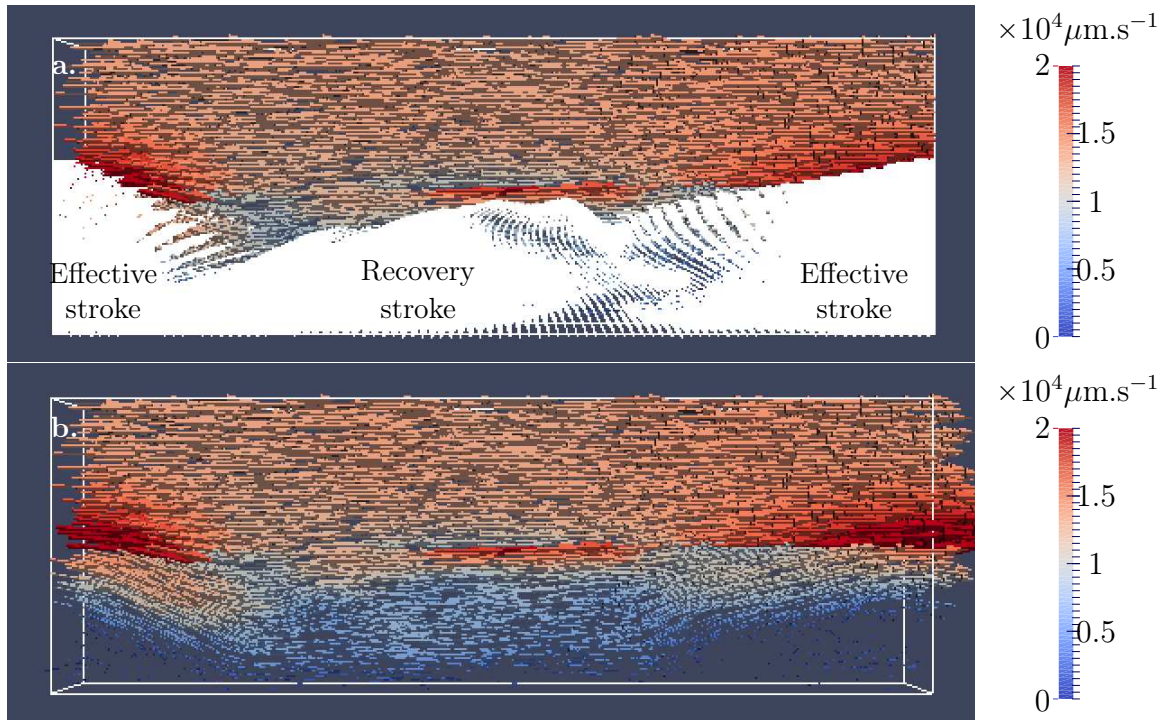 ×10⁴μm.s⁻¹
a.
2
1.5
1
0.5
0
Effective stroke
Recovery stroke
Effective stroke
×10⁴μm.s⁻¹
b.
2
1.5
1
0.5
0